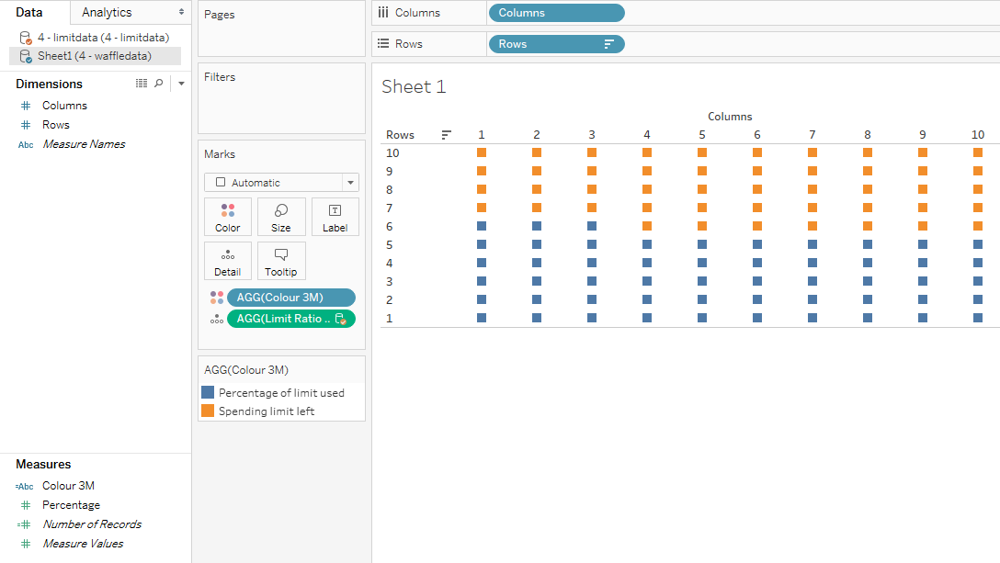 Data
Analytics
4 - limitdata (4 - limitdata)
Sheet1 (4 - waffledata)
Dimensions
Columns
Rows
Abc Measure Names
Measures
=Abc Colour 3M
Percentage
Number of Records
Measure Values
Pages
Filters
Marks
Automatic
Color Size Label
Detail Tooltip
AGG(Colour 3M)
AGG(Limit Ratio ..
AGG(Colour 3M)
Percentage of limit used
Spending limit left
Columns Columns
Rows Rows
Sheet 1
Columns
Rows 1 2 3 4 5 6 7 8 9 10
10
9
8
7
6
5
4
3
2
1